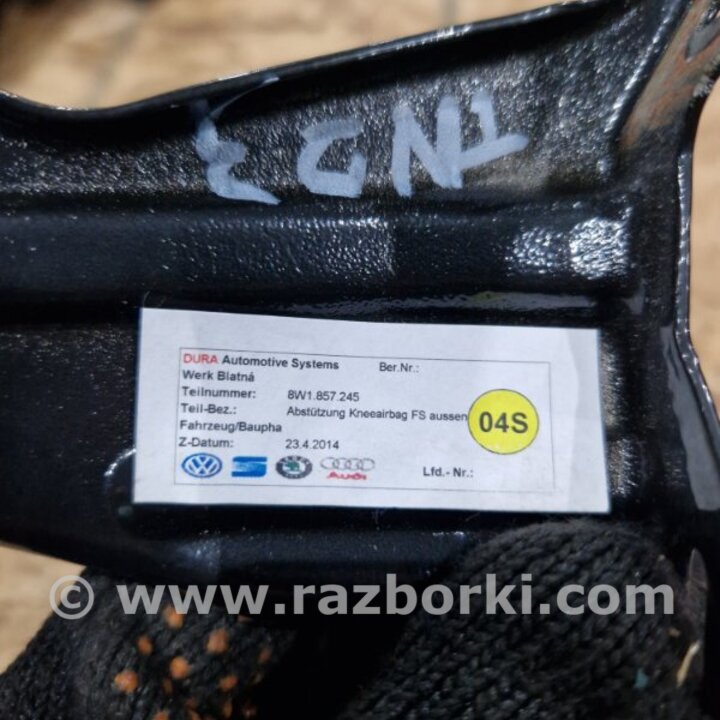 DURA Automotive Systems Ber.Nr.:
Werk Blatná
Teilnummer: 8W1.857.245
Teil-Bez.: Abstützung Kneeairbag FS aussen
Fahrzeug/Baupha
04S
Z-Datum: 23.4.2014
Audi
Lfd.- Nr.:
© www.razborki.com